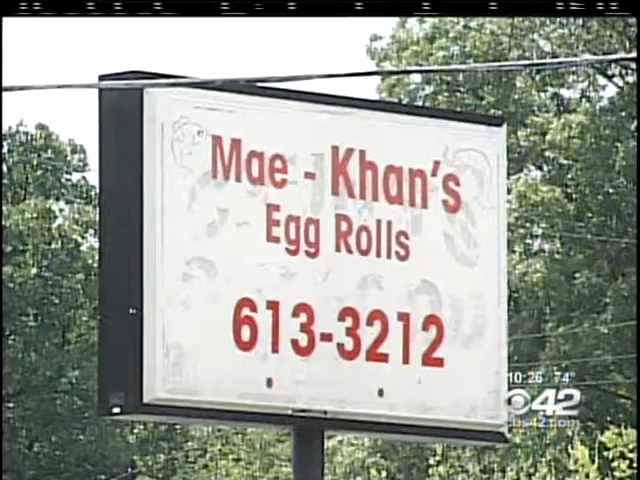 Mae - Khan's
Egg Rolls
613-3212
10:26 74°
CBS 42
cbs42.com